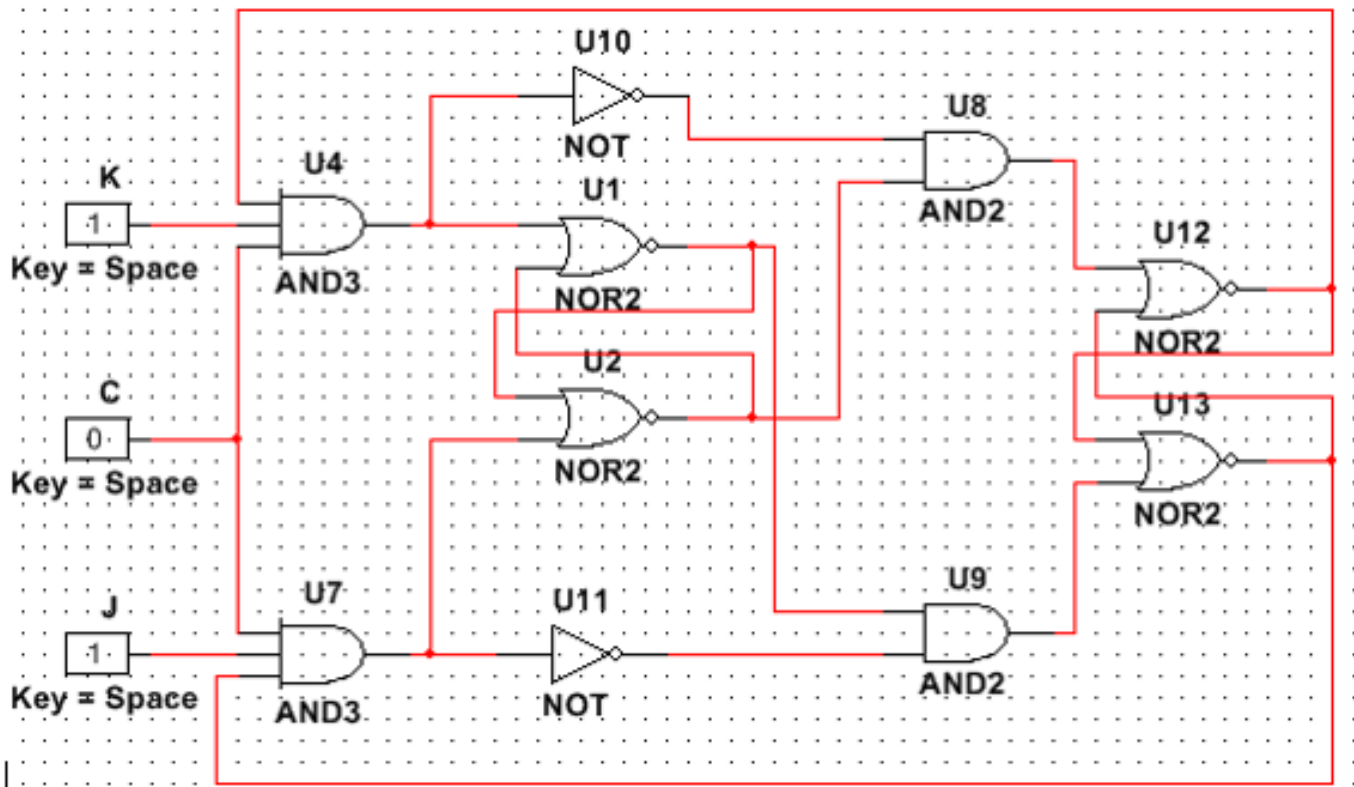 U10
NOT
U8
AND2
K
1
Key = Space
U4
AND3
U1
NOR2
U12
NOR2
C
0
Key = Space
U2
NOR2
U13
NOR2
J
1
Key = Space
U7
AND3
U11
NOT
U9
AND2